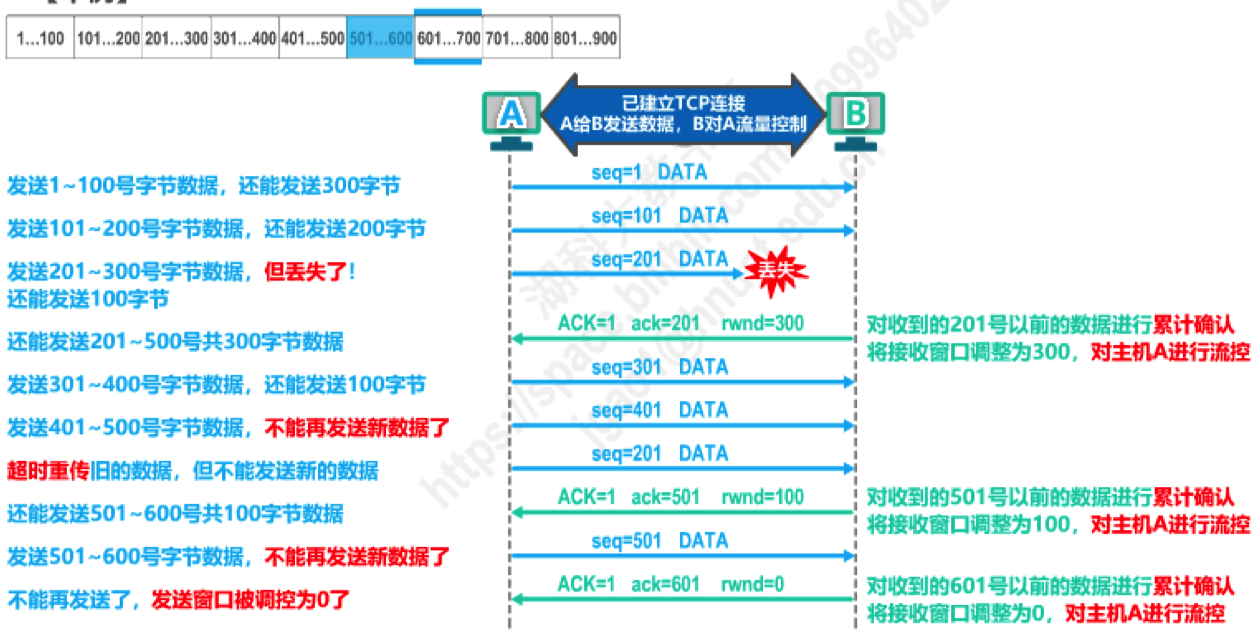 1...100 101...200 201...300 301...400 401...500 501...600 601...700 701...800 801...900
已建立TCP连接
A给B发送数据，B对A流量控制
A
B
发送1~100号字节数据，还能发送300字节
seq=1 DATA
发送101~200号字节数据，还能发送200字节
seq=101 DATA
发送201~300号字节数据，但丢失了！
还能发送100字节
seq=201 DATA
丢失
还能发送201~500号共300字节数据
ACK=1 ack=201 rwnd=300
对收到的201号以前的数据进行累计确认
将接收窗口调整为300，对主机A进行流控
发送301~400号字节数据，还能发送100字节
seq=301 DATA
发送401~500号字节数据，不能再发送新数据了
seq=401 DATA
超时重传旧的数据，但不能发送新的数据
seq=201 DATA
还能发送501~600号共100字节数据
ACK=1 ack=501 rwnd=100
对收到的501号以前的数据进行累计确认
将接收窗口调整为100，对主机A进行流控
发送501~600号字节数据，不能再发送新数据了
seq=501 DATA
不能再发送了，发送窗口被调控为0了
ACK=1 ack=601 rwnd=0
对收到的601号以前的数据进行累计确认
将接收窗口调整为0，对主机A进行流控